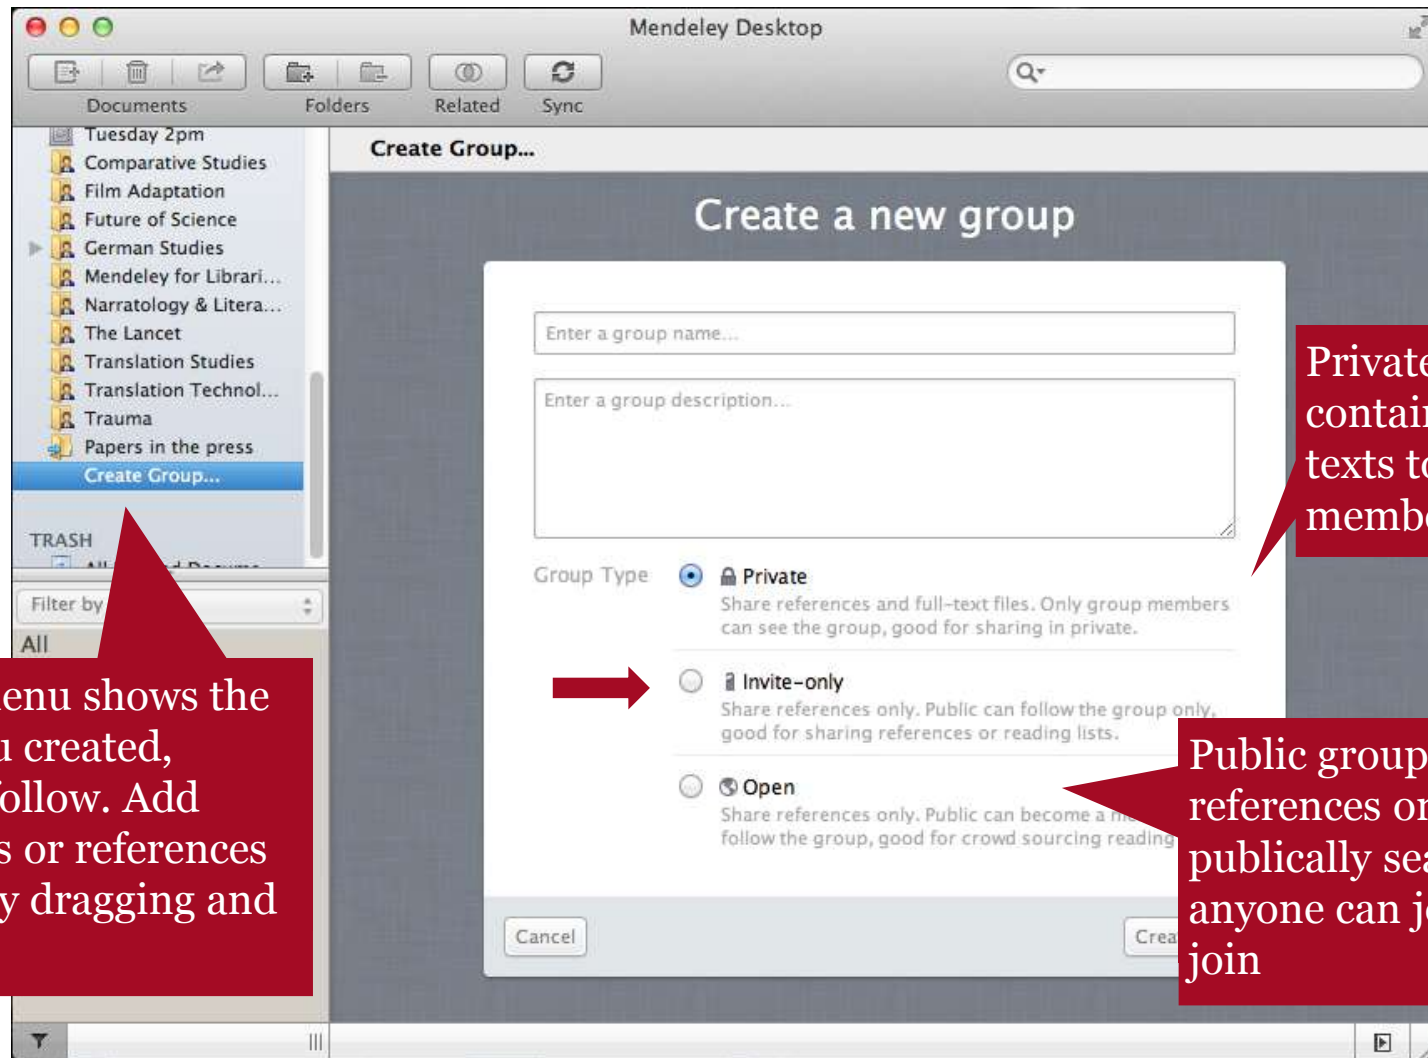 Mendeley Desktop
Documents Folders Related Sync
Tuesday 2pm
Comparative Studies
Film Adaptation
Future of Science
German Studies
Mendeley for Librari...
Narratology & Litera...
The Lancet
Translation Studies
Translation Technol...
Trauma
Papers in the press
Create Group...
TRASH
Filter by
All
enu shows the
u created,
ollow. Add
s or references
y dragging and
Create Group...
Create a new group
Enter a group name...
Enter a group description...
Group Type
Private
Share references and full-text files. Only group members
can see the group, good for sharing in private.
Invite-only
Share references only. Public can follow the group only,
good for sharing references or reading lists.
Open
Share references only. Public can become a
follow the group, good for crowd sourcing reading
Cancel
Crea
Private
contain
texts to
membe
Public group
references on
publically sea
anyone can jo
join